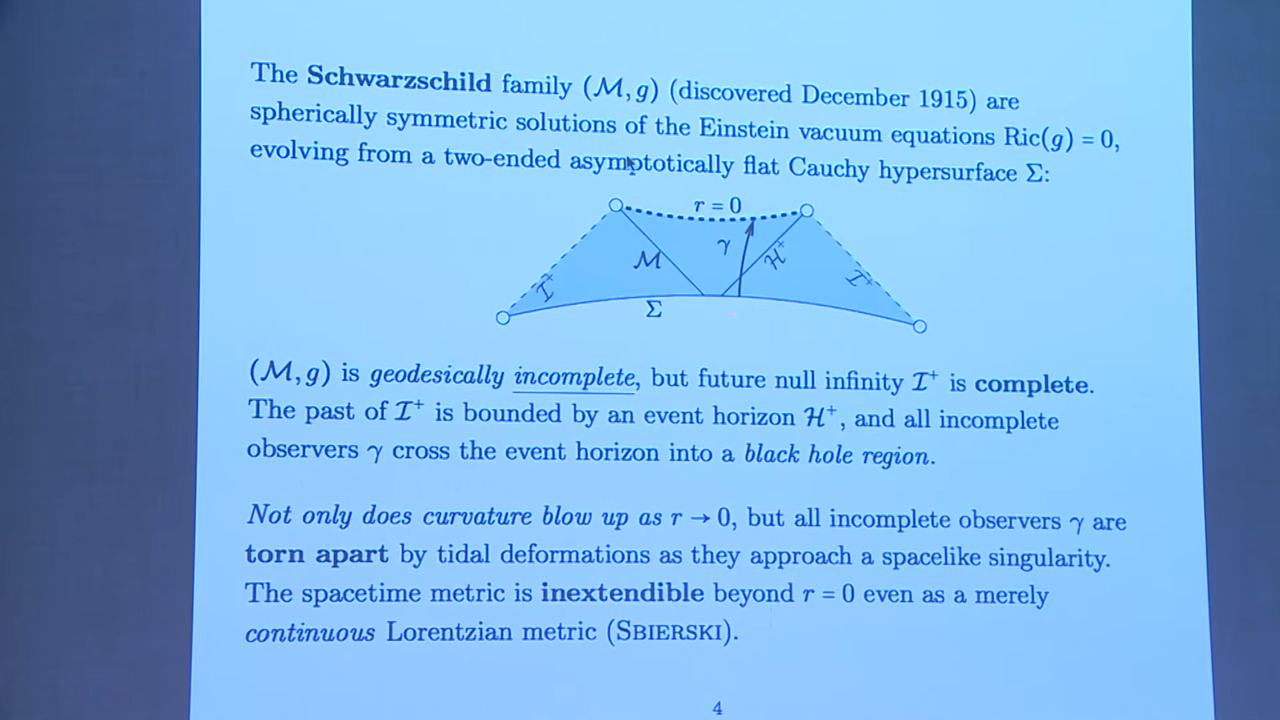 The Schwarzschild family (ℳ, g) (discovered December 1915) are
spherically symmetric solutions of the Einstein vacuum equations Ric(g) = 0,
evolving from a two-ended asymptotically flat Cauchy hypersurface Σ:
r = 0
ℳ γ ℋ⁺
ℐ⁺ ℐ⁺
Σ
(ℳ, g) is geodesically incomplete, but future null infinity ℐ⁺ is complete.
The past of ℐ⁺ is bounded by an event horizon ℋ⁺, and all incomplete
observers γ cross the event horizon into a black hole region.
Not only does curvature blow up as r → 0, but all incomplete observers γ are
torn apart by tidal deformations as they approach a spacelike singularity.
The spacetime metric is inextendible beyond r = 0 even as a merely
continuous Lorentzian metric (SBIERSKI).
4